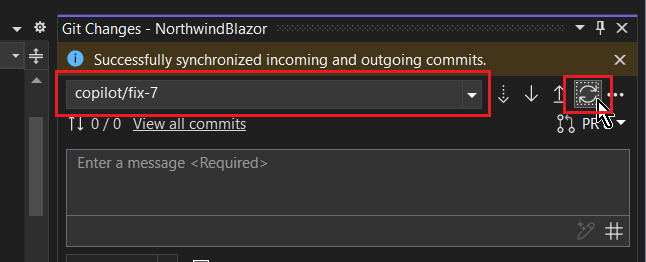 Git Changes - NorthwindBlazor
Successfully synchronized incoming and outgoing commits.
copilot/fix-7
0 / 0 View all commits PR
Enter a message <Required>